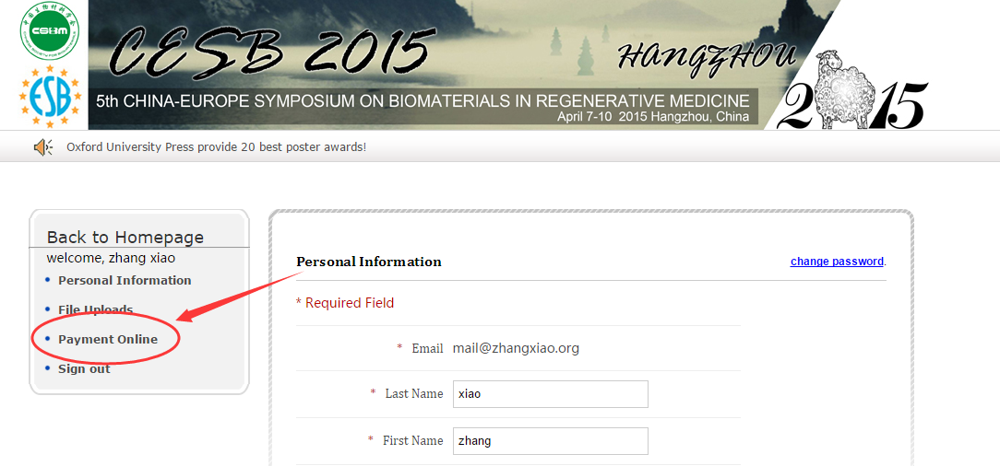 CESB 2015
HANGZHOU
ESB
5th CHINA-EUROPE SYMPOSIUM ON BIOMATERIALS IN REGENERATIVE MEDICINE
April 7-10 2015 Hangzhou, China
2015
Oxford University Press provide 20 best poster awards!
Back to Homepage
welcome, zhang xiao
Personal Information
File Uploads
Payment Online
Sign out
Personal Information
change password.
* Required Field
* Email mail@zhangxiao.org
* Last Name xiao
* First Name zhang